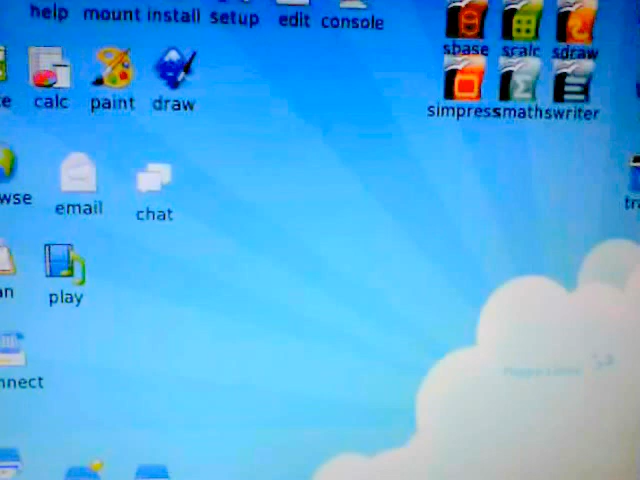 help mount install setup edit console
sbase scalc sdraw
calc paint draw
simpress smath swriter
wse email chat
play
nnect